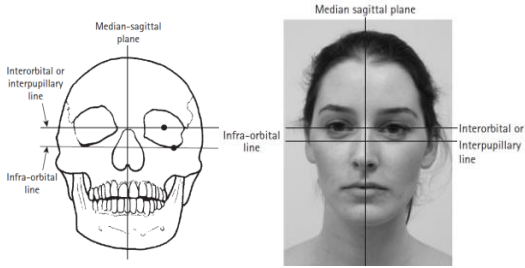 Median-sagittal
plane
Interorbital or
interpupillary
line
Infra-orbital
line
Median sagittal plane
Infra-orbital
line
Interorbital or
Interpupillary
line